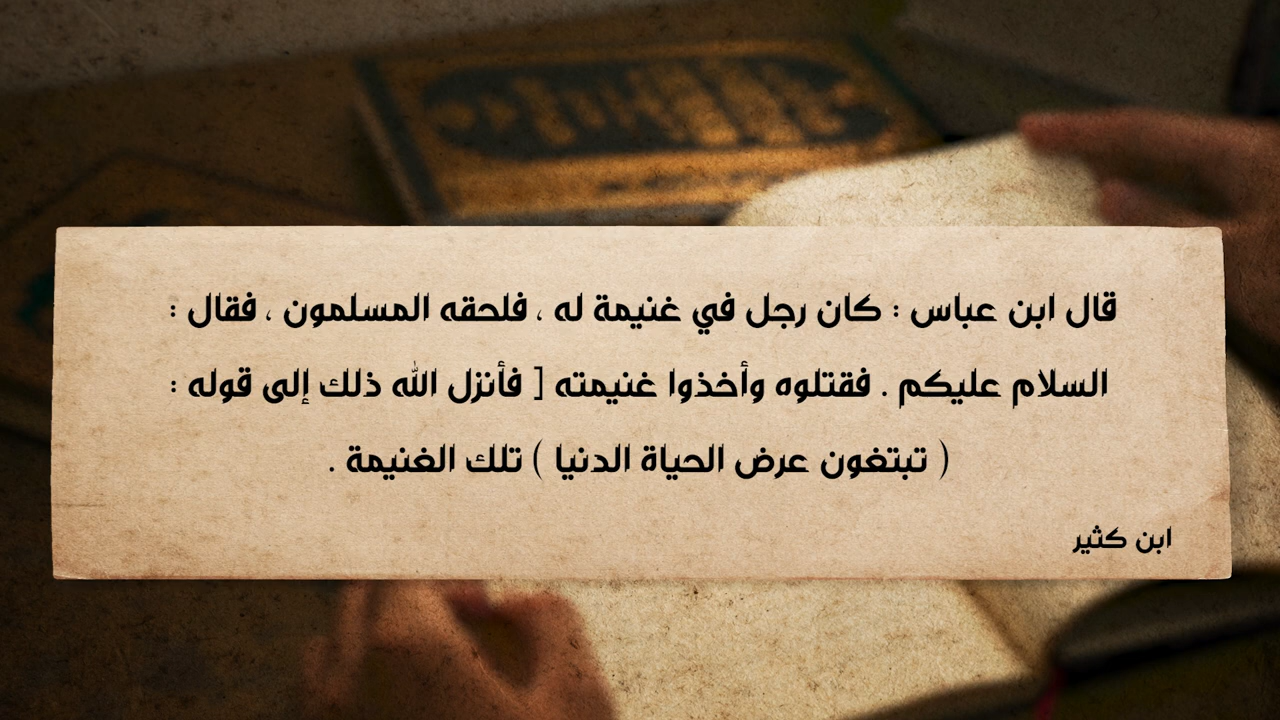 قال ابن عباس : كان رجل في غنيمة له ، فلحقه المسلمون ، فقال :
السلام عليكم . فقتلوه وأخذوا غنيمته [ فأنزل الله ذلك إلى قوله :
( تبتغون عرض الحياة الدنيا ) تلك الغنيمة .
ابن كثير